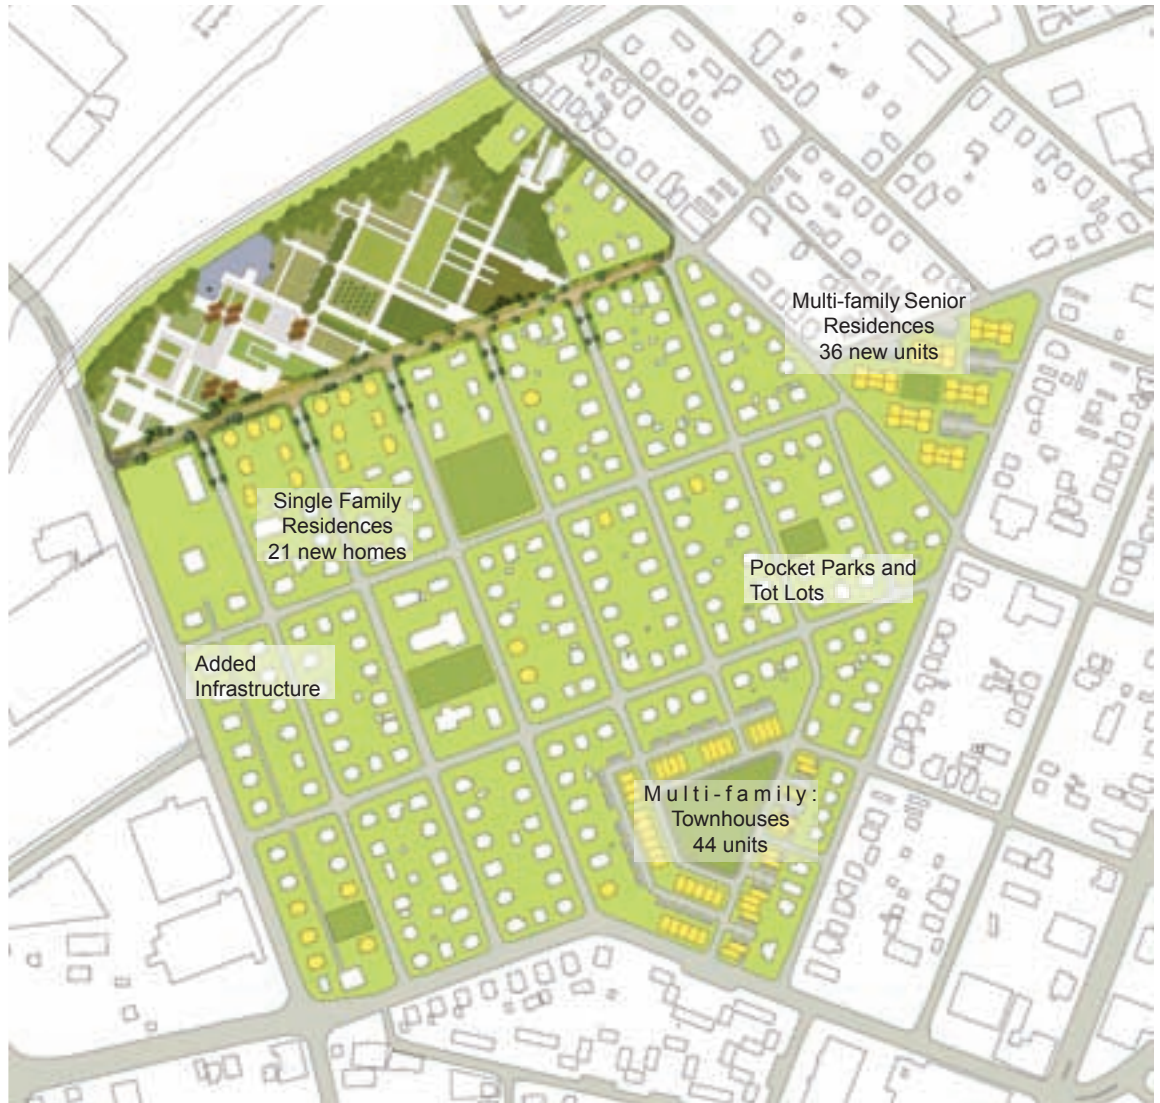 Multi-family Senior
Residences
36 new units
Single Family
Residences
21 new homes
Pocket Parks and
Tot Lots
Added
Infrastructure
Multi-family:
Townhouses
44 units